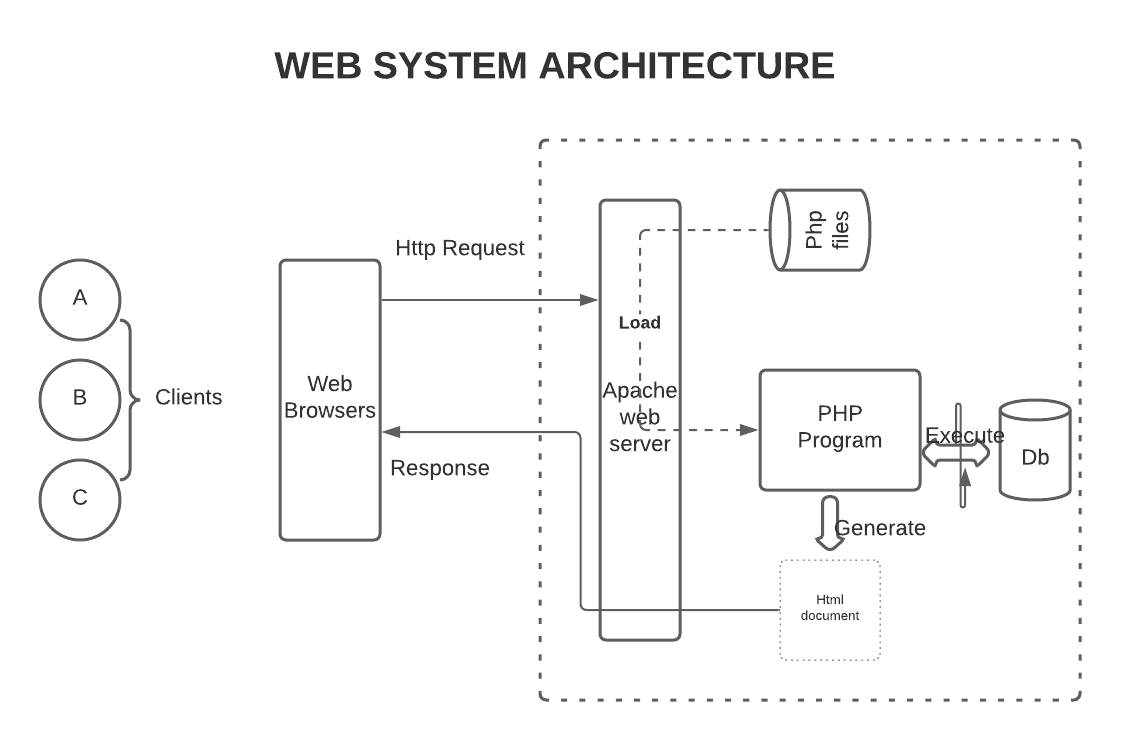 WEB SYSTEM ARCHITECTURE
A
B
C
Clients
Web
Browsers
Http Request
Response
Load
Apache
web
server
Php
files
PHP
Program
Execute
Db
Generate
Html
document